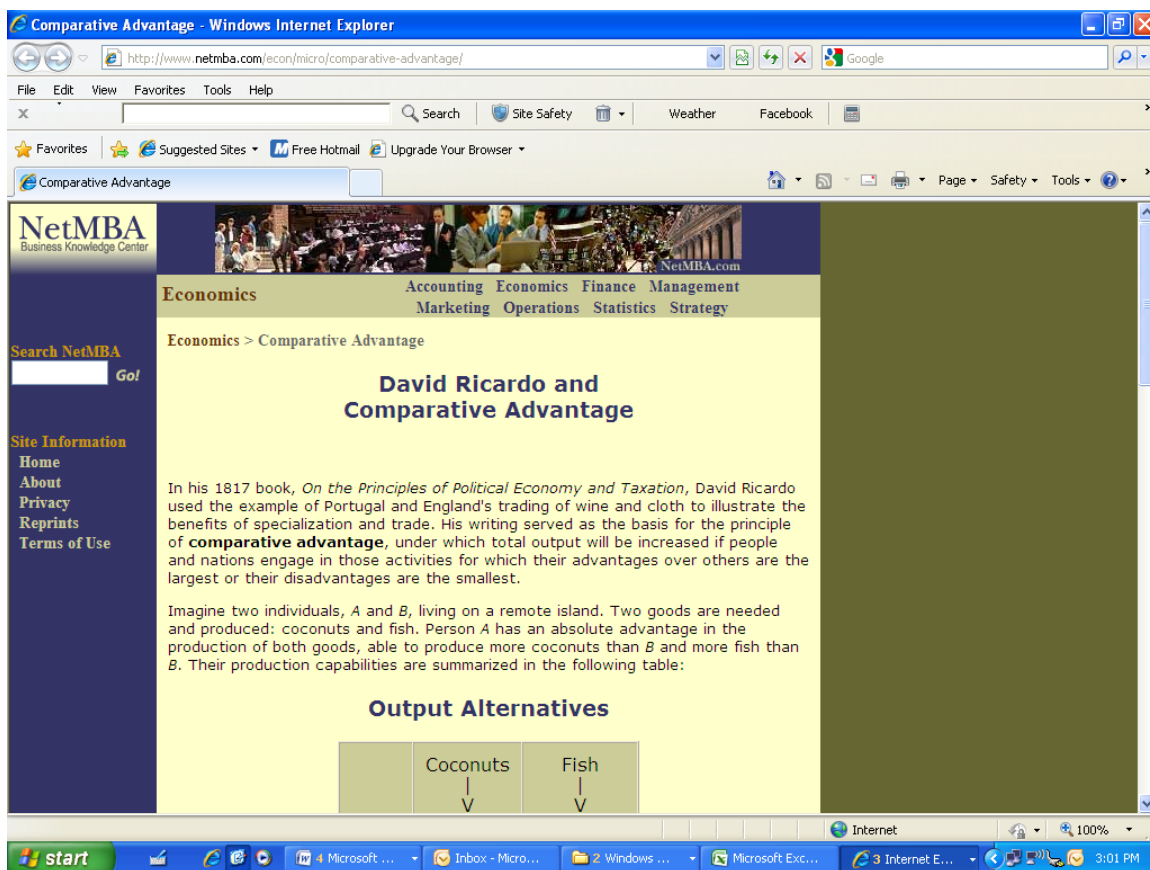 Comparative Advantage - Windows Internet Explorer
http://www.netmba.com/econ/micro/comparative-advantage/
Google
File Edit View Favorites Tools Help
x Search Site Safety Weather Facebook
Favorites Suggested Sites Free Hotmail Upgrade Your Browser
Comparative Advantage Page Safety Tools
NetMBA
Business Knowledge Center
NetMBA.com
Economics
Accounting Economics Finance Management
Marketing Operations Statistics Strategy
Search NetMBA
Go!
Site Information
Home
About
Privacy
Reprints
Terms of Use
Economics > Comparative Advantage
David Ricardo and
Comparative Advantage
In his 1817 book, On the Principles of Political Economy and Taxation, David Ricardo
used the example of Portugal and England's trading of wine and cloth to illustrate the
benefits of specialization and trade. His writing served as the basis for the principle
of comparative advantage, under which total output will be increased if people
and nations engage in those activities for which their advantages over others are the
largest or their disadvantages are the smallest.
Imagine two individuals, A and B, living on a remote island. Two goods are needed
and produced: coconuts and fish. Person A has an absolute advantage in the
production of both goods, able to produce more coconuts than B and more fish than
B. Their production capabilities are summarized in the following table:
Output Alternatives
Coconuts Fish
| |
V V
Internet 100%
start 4 Microsoft ... Inbox - Micro... 2 Windows ... Microsoft Exc... 3 Internet E... 3:01 PM